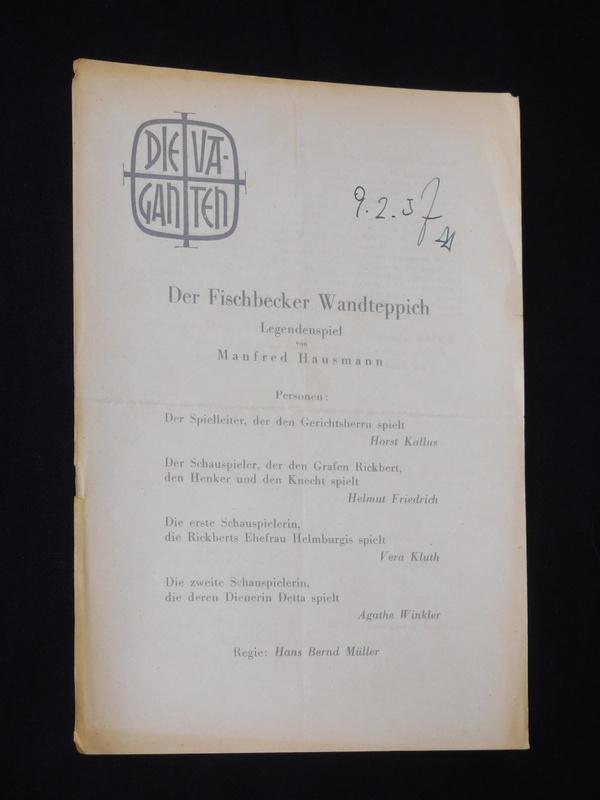 DIE VA-
GANTEN
9.2.57
Der Fischbecker Wandteppich
Legendenspiel
von
Manfred Hausmann
Personen:
Der Spielleiter, der den Gerichtsherrn spielt
Horst Kallus
Der Schauspieler, der den Grafen Rickbert,
den Henker und den Knecht spielt
Helmut Friedrich
Die erste Schauspielerin,
die Rickberts Ehefrau Helmburgis spielt
Vera Kluth
Die zweite Schauspielerin,
die deren Dienerin Detta spielt
Agathe Winkler
Regie: Hans Bernd Müller